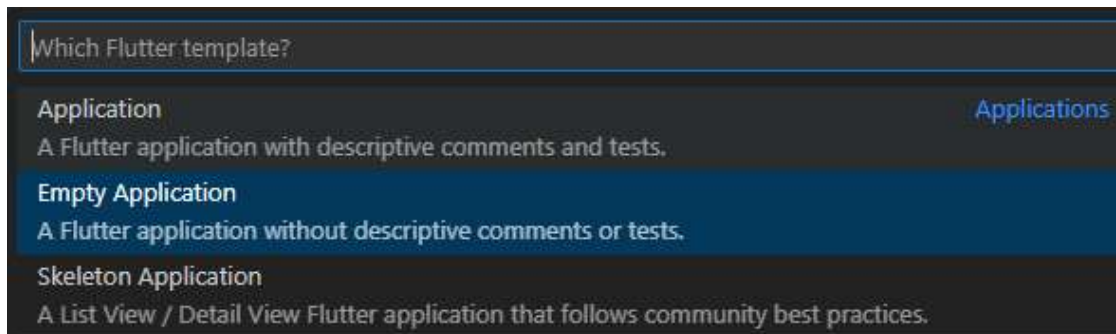 Which Flutter template?
Application Applications
A Flutter application with descriptive comments and tests.
Empty Application
A Flutter application without descriptive comments or tests.
Skeleton Application
A List View / Detail View Flutter application that follows community best practices.